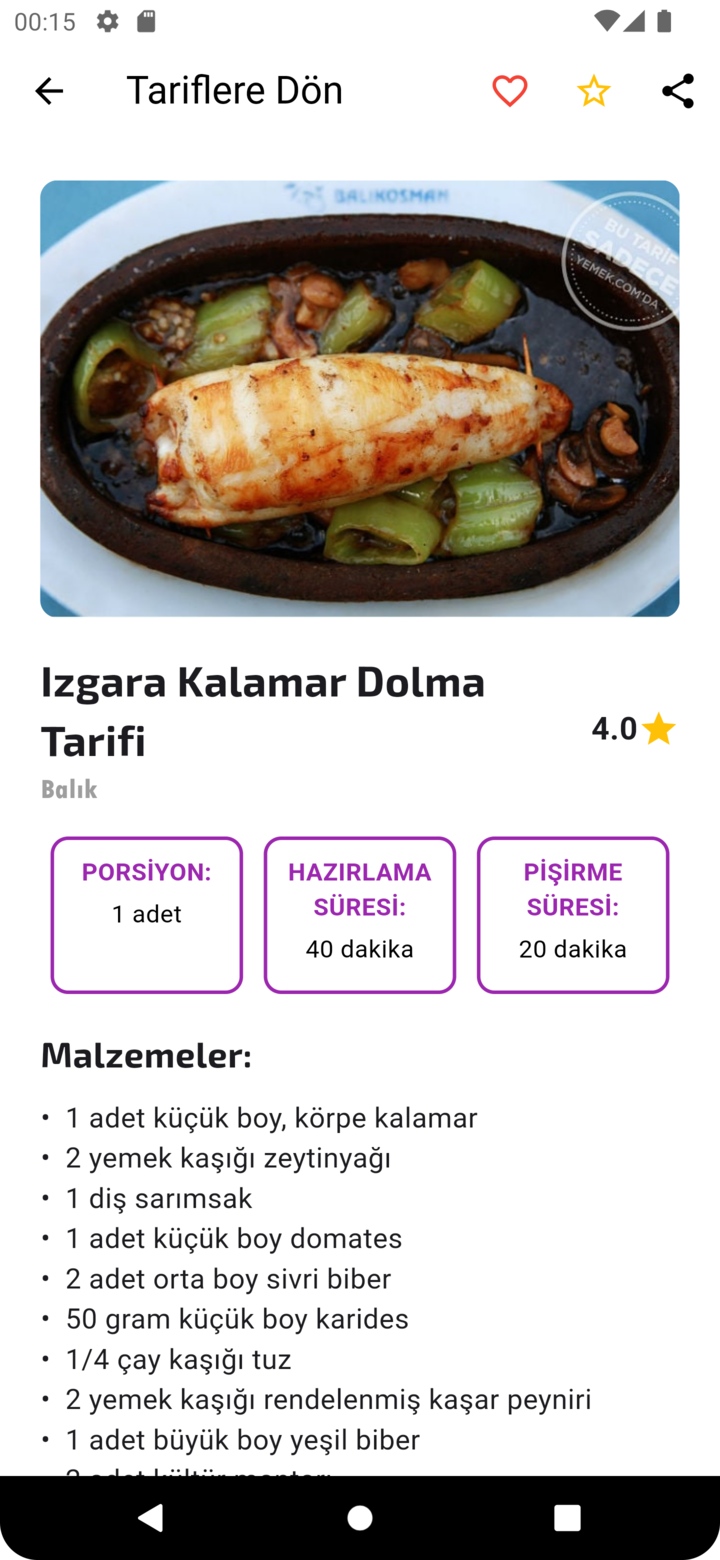 00:15
Tariflere Dön
BALIKOSMAN
BU TARİF
SADECE
YEMEK.COM'DA
Izgara Kalamar Dolma
Tarifi
4.0
Balık
PORSİYON:
1 adet
HAZIRLAMA
SÜRESİ:
40 dakika
PİŞİRME
SÜRESİ:
20 dakika
Malzemeler:
• 1 adet küçük boy, körpe kalamar
• 2 yemek kaşığı zeytinyağı
• 1 diş sarımsak
• 1 adet küçük boy domates
• 2 adet orta boy sivri biber
• 50 gram küçük boy karides
• 1/4 çay kaşığı tuz
• 2 yemek kaşığı rendelenmiş kaşar peyniri
• 1 adet büyük boy yeşil biber